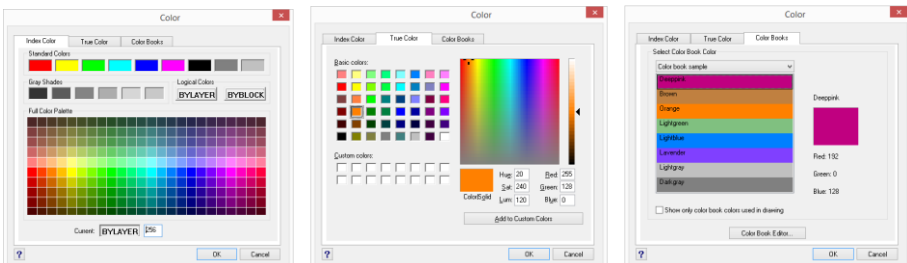 Color
Index Color True Color Color Books
Standard Colors
Gray Shades Logical Colors
BYLAYER BYBLOCK
Full Color Palette
Current: BYLAYER 256
? OK Cancel
Color
Index Color True Color Color Books
Basic colors:
Custom colors:
Hue: 20 Red: 255
Sat: 240 Green: 128
Color|Solid Lum: 120 Blue: 0
Add to Custom Colors
? OK Cancel
Color
Index Color True Color Color Books
Select Color Book Color
Color book sample
Deeppink
Brown
Orange
Lightgreen
Lightblue
Lavender
Lightgray
Darkgray
Deeppink
Red: 192
Green: 0
Blue: 128
Show only color book colors used in drawing
Color Book Editor...
? OK Cancel